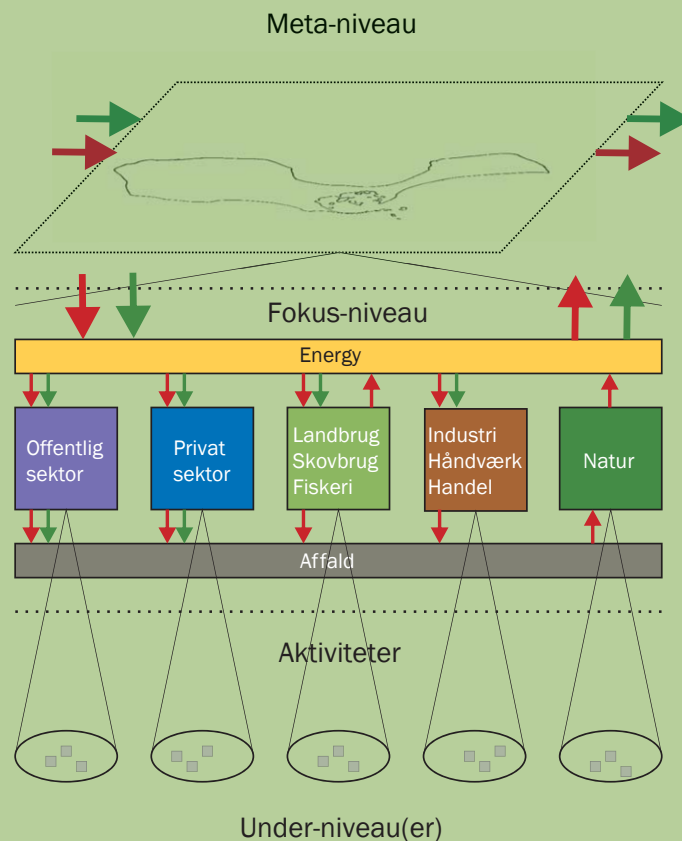 Meta-niveau
Fokus-niveau
Energy
Offentlig
sektor
Privat
sektor
Landbrug
Skovbrug
Fiskeri
Industri
Håndværk
Handel
Natur
Affald
Aktiviteter
Under-niveau(er)